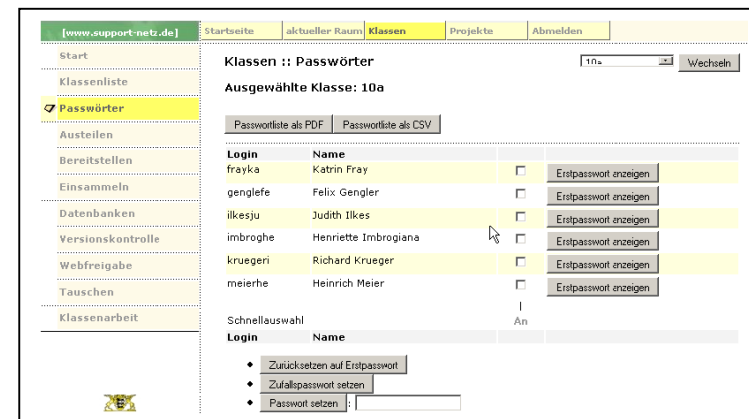 [www.support-netz.de]
Startseite aktueller Raum Klassen Projekte Abmelden
Start
Klassenliste
Passwörter
Austeilen
Bereitstellen
Einsammeln
Datenbanken
Versionskontrolle
Webfreigabe
Tauschen
Klassenarbeit
Klassen :: Passwörter
10a Wechseln
Ausgewählte Klasse: 10a
Passwortliste als PDF Passwortliste als CSV
Login Name
frayka Katrin Fray Erstpasswort anzeigen
genglefe Felix Gengler Erstpasswort anzeigen
ilkesju Judith Ilkes Erstpasswort anzeigen
imbroghe Henriette Imbrogiana Erstpasswort anzeigen
kruegeri Richard Krueger Erstpasswort anzeigen
meierhe Heinrich Meier Erstpasswort anzeigen
Schnellauswahl An
Login Name
Zurücksetzen auf Erstpasswort
Zufallspasswort setzen
Passwort setzen :